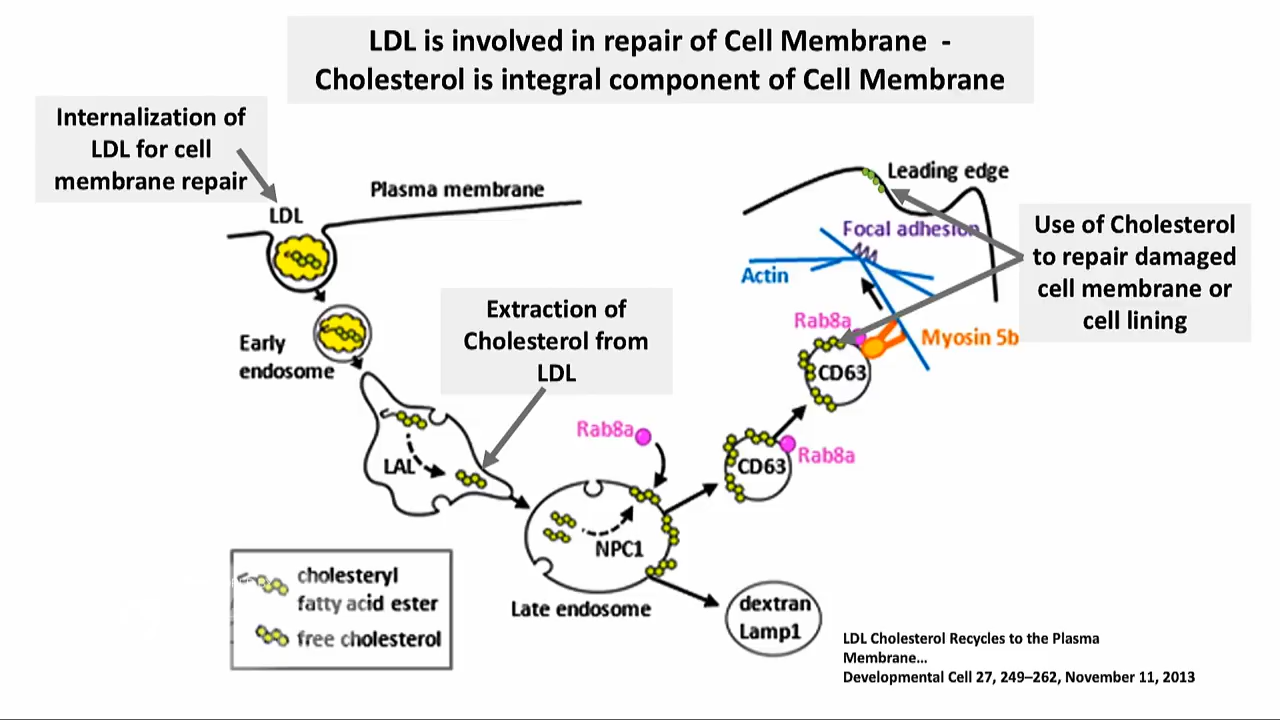 LDL is involved in repair of Cell Membrane -
Cholesterol is integral component of Cell Membrane
Internalization of
LDL for cell
membrane repair
LDL
Plasma membrane
Leading edge
Focal adhesion
Actin
Use of Cholesterol
to repair damaged
cell membrane or
cell lining
Extraction of
Cholesterol from
LDL
Early
endosome
Rab8a
Myosin 5b
CD63
Rab8a
CD63
Rab8a
LAL
NPC1
Late endosome
cholesteryl
fatty acid ester
free cholesterol
dextran
Lamp1
LDL Cholesterol Recycles to the Plasma
Membrane...
Developmental Cell 27, 249–262, November 11, 2013